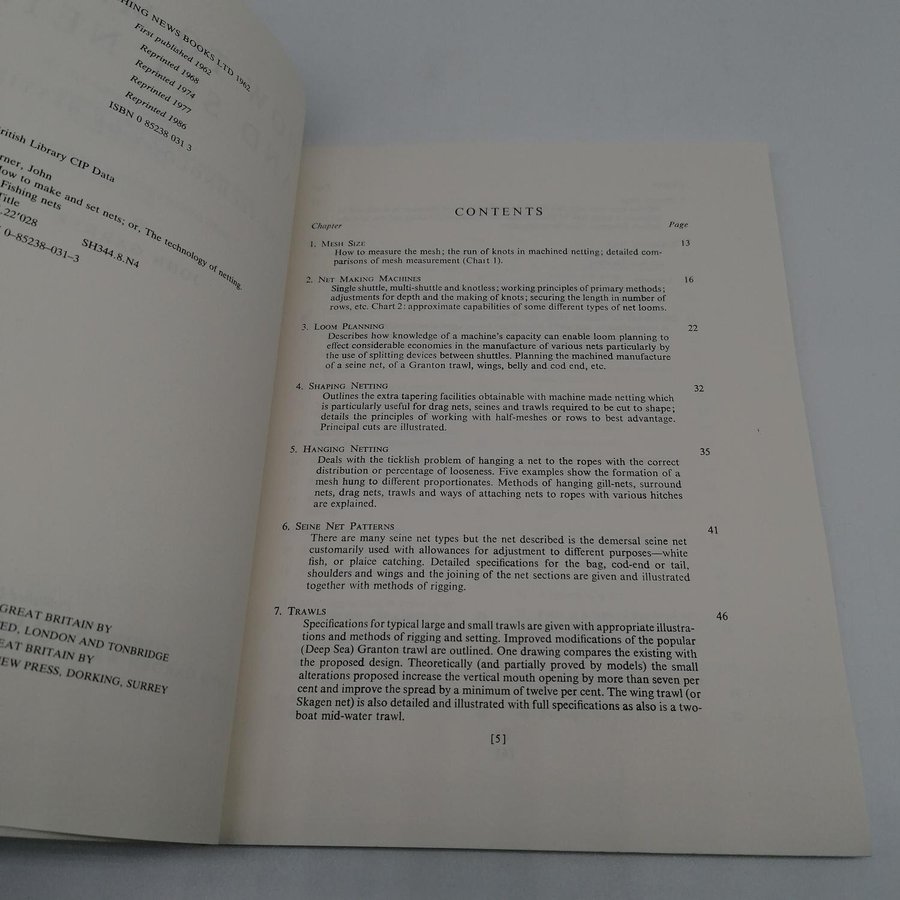 HING NEWS BOOKS LTD 1962
First published 1962
Reprinted 1968
Reprinted 1974
Reprinted 1977
Reprinted 1986
ISBN 0 85238 031 3
ritish Library CIP Data
rner, John
ow to make and set nets; or, The technology of netting.
Fishing nets
Title
.22'028
SH344.8.N4
0-85238-031-3
GREAT BRITAIN BY
ED, LONDON AND TONBRIDGE
EAT BRITAIN BY
EW PRESS, DORKING, SURREY
CONTENTS
Chapter Page
1. MESH SIZE 13
How to measure the mesh; the run of knots in machined netting; detailed com-
parisons of mesh measurement (Chart 1).
2. NET MAKING MACHINES 16
Single shuttle, multi-shuttle and knotless; working principles of primary methods;
adjustments for depth and the making of knots; securing the length in number of
rows, etc. Chart 2: approximate capabilities of some different types of net looms.
3. LOOM PLANNING 22
Describes how knowledge of a machine's capacity can enable loom planning to
effect considerable economies in the manufacture of various nets particularly by
the use of splitting devices between shuttles. Planning the machined manufacture
of a seine net, of a Granton trawl, wings, belly and cod end, etc.
4. SHAPING NETTING 32
Outlines the extra tapering facilities obtainable with machine made netting which
is particularly useful for drag nets, seines and trawls required to be cut to shape;
details the principles of working with half-meshes or rows to best advantage.
Principal cuts are illustrated.
5. HANGING NETTING 35
Deals with the ticklish problem of hanging a net to the ropes with the correct
distribution or percentage of looseness. Five examples show the formation of a
mesh hung to different proportionates. Methods of hanging gill-nets, surround
nets, drag nets, trawls and ways of attaching nets to ropes with various hitches
are explained.
6. SEINE NET PATTERNS 41
There are many seine net types but the net described is the demersal seine net
customarily used with allowances for adjustment to different purposes—white
fish, or plaice catching. Detailed specifications for the bag, cod-end or tail,
shoulders and wings and the joining of the net sections are given and illustrated
together with methods of rigging.
7. TRAWLS 46
Specifications for typical large and small trawls are given with appropriate illustra-
tions and methods of rigging and setting. Improved modifications of the popular
(Deep Sea) Granton trawl are outlined. One drawing compares the existing with
the proposed design. Theoretically (and partially proved by models) the small
alterations proposed increase the vertical mouth opening by more than seven per
cent and improve the spread by a minimum of twelve per cent. The wing trawl (or
Skagen net) is also detailed and illustrated with full specifications as also is a two-
boat mid-water trawl.
[5]